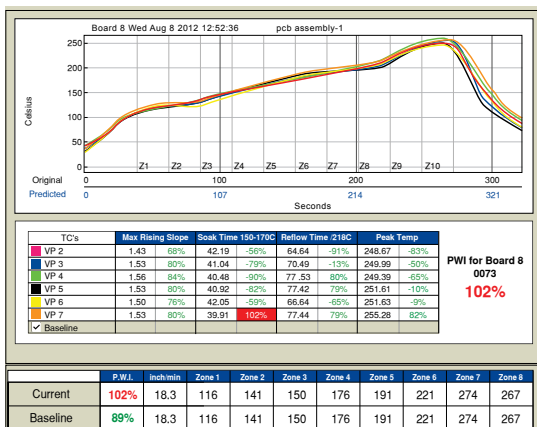 Board 8 Wed Aug 8 2012 12:52:36 pcb assembly-1
Celsius
250
200
150
100
50
0
Z1 Z2 Z3 Z4 Z5 Z6 Z7 Z8 Z9 Z10
Original 0 100 200 300
Predicted 0 107 214 321
Seconds
TC's Max Rising Slope Soak Time 150-170C Reflow Time /218C Peak Temp
VP 2 1.43 68% 42.19 -56% 64.64 -91% 248.67 -83%
VP 3 1.53 80% 41.04 -79% 70.49 -13% 249.99 -50%
VP 4 1.56 84% 40.48 -90% 77 .53 80% 249.39 -65%
VP 5 1.53 80% 40.92 -82% 77.42 79% 251.61 -10%
VP 6 1.50 76% 42.05 -59% 66.64 -65% 251.63 -9%
VP 7 1.53 80% 39.91 102% 77.44 79% 255.28 82%
Baseline
PWI for Board 8
0073
102%
P.W.I. inch/min Zone 1 Zone 2 Zone 3 Zone 4 Zone 5 Zone 6 Zone 7 Zone 8
Current 102% 18.3 116 141 150 176 191 221 274 267
Baseline 89% 18.3 116 141 150 176 191 221 274 267